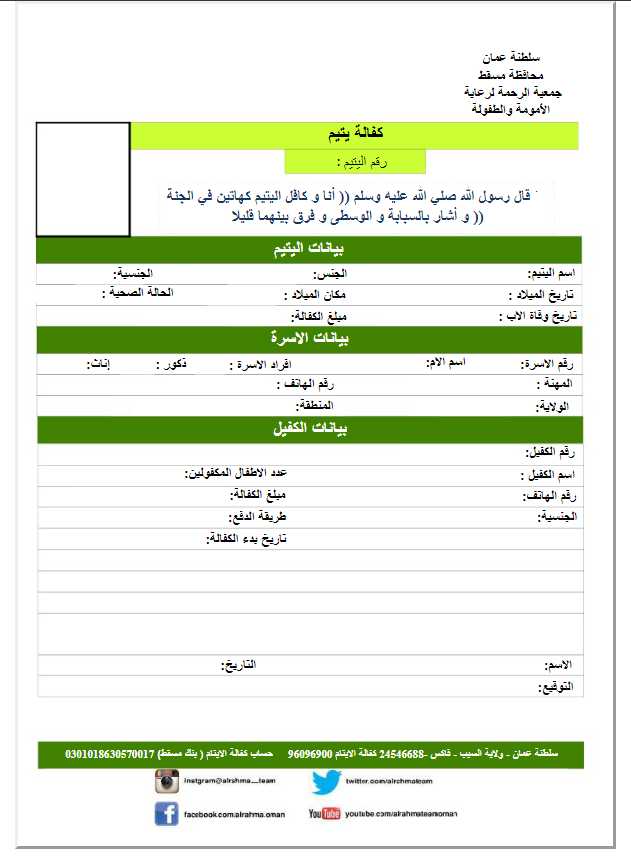 سلطنة عمان
محافظة مسقط
جمعية الرحمة لرعاية
الأمومة والطفولة
كفالة يتيم
رقم اليتيم :
قال رسول الله صلي الله عليه وسلم (( أنا و كافل اليتيم كهاتين في الجنة
(( و أشار بالسبابة و الوسطى و فرق بينهما قليلا
بيانات اليتيم
اسم اليتيم: الجنس: الجنسية:
تاريخ الميلاد : مكان الميلاد : الحالة الصحية :
تاريخ وفاة الاب : مبلغ الكفالة:
بيانات الاسرة
رقم الاسرة: اسم الام: افراد الاسرة : ذكور : إناث:
المهنة : رقم الهاتف :
الولاية: المنطقة:
بيانات الكفيل
رقم الكفيل:
اسم الكفيل : عدد الاطفال المكفولين:
رقم الهاتف: مبلغ الكفالة:
الجنسية: طريقة الدفع:
تاريخ بدء الكفالة:
الاسم: التاريخ:
التوقيع:
سلطنة عمان - ولاية السيب - فاكس -24546688 كفالة الايتام 96096900 حساب كفالة الايتام ( بنك مسقط) 0301018630570017
instgram@alrahma__team twitter.com/alrahmateam
facebook.com/alrahma.oman YouTube youtube.com/alrahmateamoman